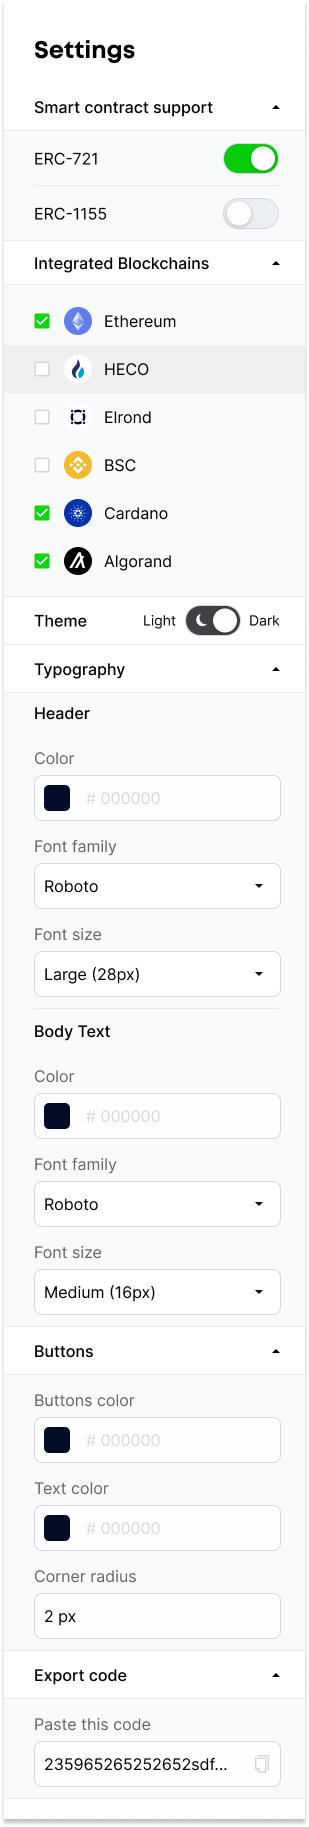 Settings
Smart contract support
ERC-721
ERC-1155
Integrated Blockchains
Ethereum
HECO
Elrond
BSC
Cardano
Algorand
Theme Light Dark
Typography
Header
Color
# 000000
Font family
Roboto
Font size
Large (28px)
Body Text
Color
# 000000
Font family
Roboto
Font size
Medium (16px)
Buttons
Buttons color
# 000000
Text color
# 000000
Corner radius
2 px
Export code
Paste this code
235965265252652sdf...